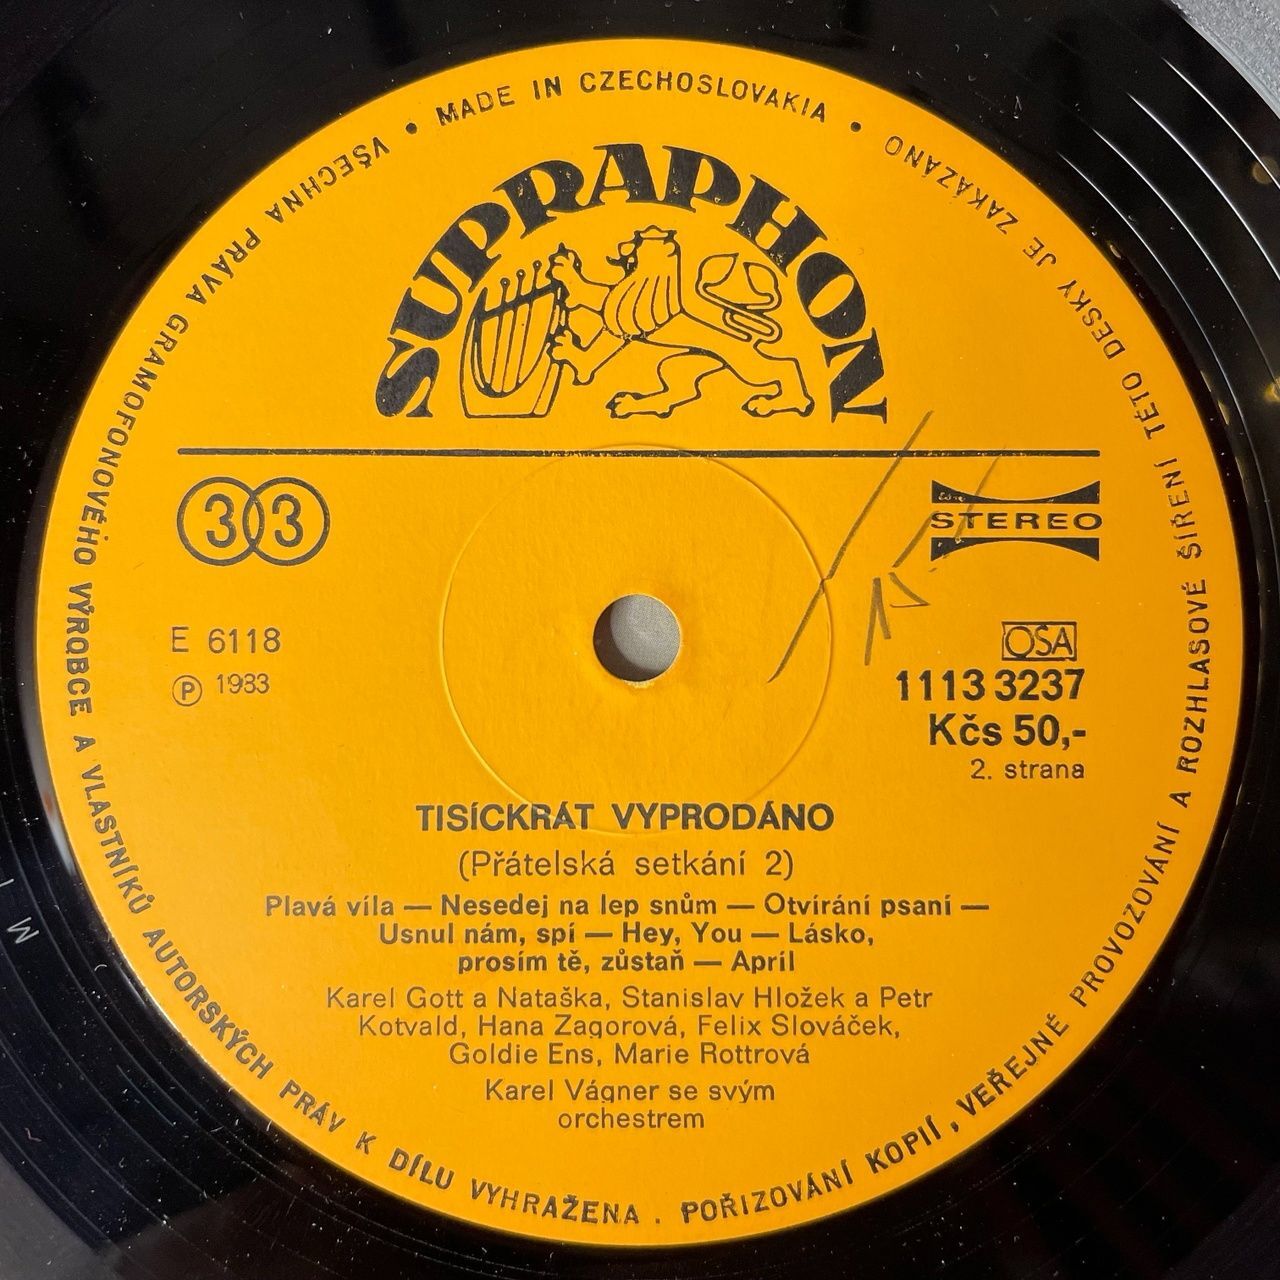 VŠECHNA PRÁVA GRAMOFONOVÉHO VÝROBCE A VLASTNÍKŮ AUTORSKÝCH PRÁV K DÍLU VYHRAŽENA . POŘIZOVÁNÍ KOPIÍ, VEŘEJNÉ PROVOZOVÁNÍ A ROZHLASOVÉ ŠÍŘENÍ TÉTO DESKY JE ZAKÁZANO
• MADE IN CZECHOSLOVAKIA •
SUPRAPHON
33
STEREO
15.
E 6118
℗ 1983
OSA
1113 3237
Kčs 50,-
2. strana
TISÍCKRÁT VYPRODÁNO
(Přátelská setkání 2)
Plavá víla — Nesedej na lep snům — Otvírání psaní —
Usnul nám, spí — Hey, You — Lásko,
prosím tě, zůstaň — April
Karel Gott a Nataška, Stanislav Hložek a Petr
Kotvald, Hana Zagorová, Felix Slováček,
Goldie Ens, Marie Rottrová
Karel Vágner se svým
orchestrem